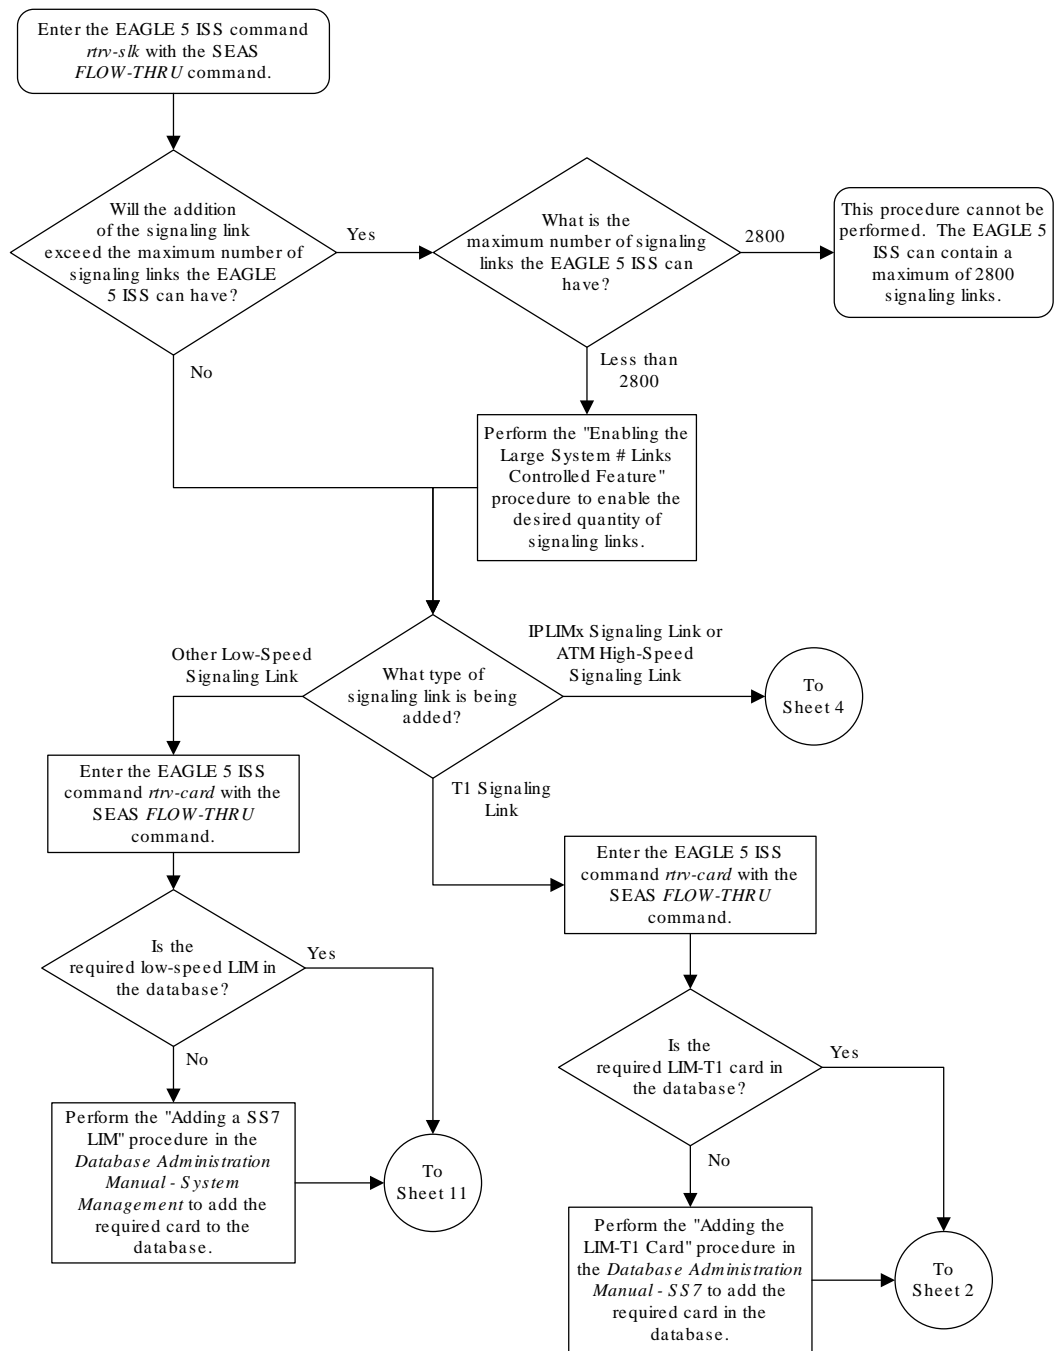 Enter the EAGLE 5 ISS command
rtrv-slk with the SEAS
FLOW-THRU command.
Will the addition
of the signaling link
exceed the maximum number of
signaling links the EAGLE
5 ISS can have?
Yes
What is the
maximum number of signaling
links the EAGLE 5 ISS can
have?
2800
This procedure cannot be
performed. The EAGLE 5
ISS can contain a
maximum of 2800
signaling links.
No
Less than
2800
Perform the "Enabling the
Large System # Links
Controlled Feature"
procedure to enable the
desired quantity of
signaling links.
Other Low-Speed
Signaling Link
What type of
signaling link is being
added?
IPLIMx Signaling Link or
ATM High-Speed
Signaling Link
To
Sheet 4
Enter the EAGLE 5 ISS
command rtrv-card with the
SEAS FLOW-THRU
command.
T1 Signaling
Link
Enter the EAGLE 5 ISS
command rtrv-card with the
SEAS FLOW-THRU
command.
Is the
required low-speed LIM in
the database?
Yes
No
Is the
required LIM-T1 card in
the database?
Yes
No
Perform the "Adding a SS7
LIM" procedure in the
Database Administration
Manual - System
Management to add the
required card to the
database.
To
Sheet 11
Perform the "Adding the
LIM-T1 Card" procedure in
the Database Administration
Manual - SS7 to add the
required card in the
database.
To
Sheet 2